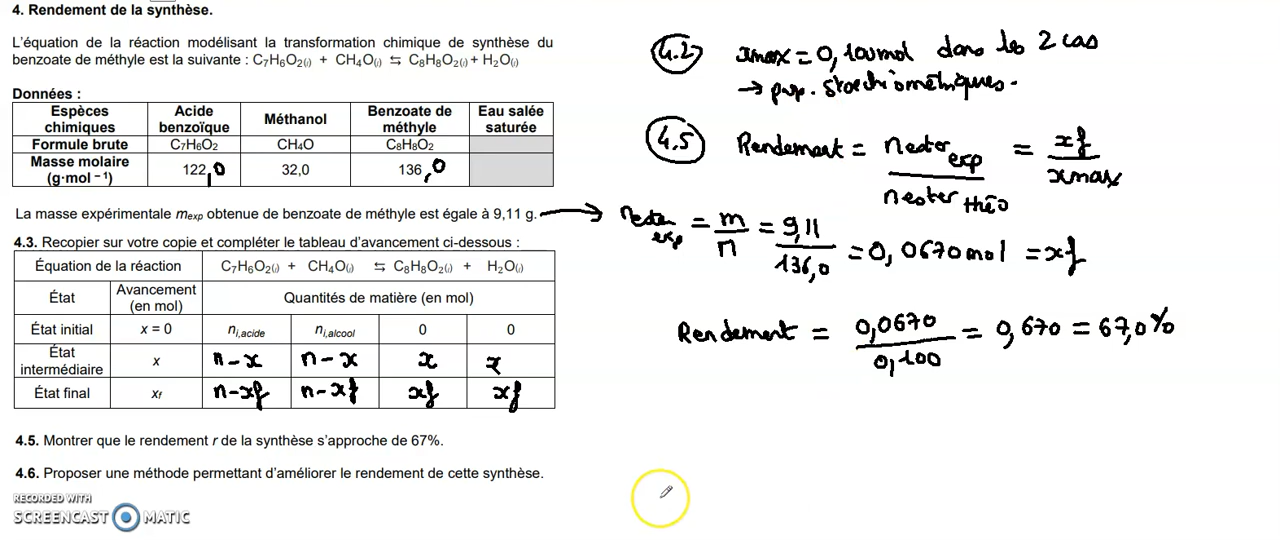 4. Rendement de la synthèse.
L'équation de la réaction modélisant la transformation chimique de synthèse du
benzoate de méthyle est la suivante : C7H6O2(l) + CH4O(l) ⇆ C8H8O2(l) + H2O(l)
Données :
Espèces chimiques | Acide benzoïque | Méthanol | Benzoate de méthyle | Eau salée saturée
Formule brute | C7H6O2 | CH4O | C8H8O2
Masse molaire (g·mol⁻¹) | 122,0 | 32,0 | 136,0
La masse expérimentale mexp obtenue de benzoate de méthyle est égale à 9,11 g.
4.3. Recopier sur votre copie et compléter le tableau d'avancement ci-dessous :
Équation de la réaction | C7H6O2(l) + CH4O(l) ⇆ C8H8O2(l) + H2O(l)
État | Avancement (en mol) | Quantités de matière (en mol)
État initial | x = 0 | ni,acide | ni,alcool | 0 | 0
État intermédiaire | x | n-x | n-x | x | x
État final | xf | n-xf | n-xf | xf | xf
4.5. Montrer que le rendement r de la synthèse s'approche de 67%.
4.6. Proposer une méthode permettant d'améliorer le rendement de cette synthèse.
RECORDED WITH
SCREENCAST MATIC
4.2 xmax = 0,100mol dans les 2 cas
→ prop. stoechiométriques.
4.5 Rendement = nester exp / nester théo = xf / xmax
nester exp = m/n = 9,11/136,0 = 0,0670 mol = xf
Rendement = 0,0670/0,100 = 0,670 = 67,0%